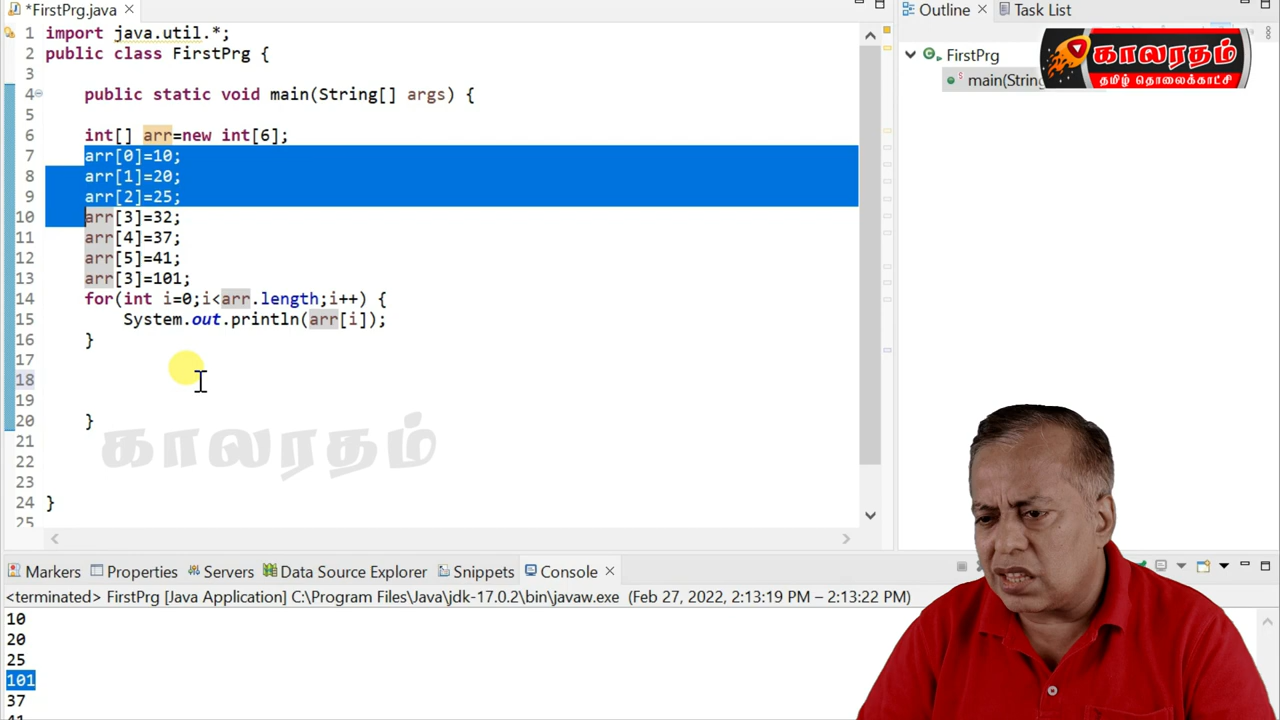 *FirstPrg.java
Outline
Task List
1 import java.util.*;
2 public class FirstPrg {
3
4 public static void main(String[] args) {
5
6 int[] arr=new int[6];
7 arr[0]=10;
8 arr[1]=20;
9 arr[2]=25;
10 arr[3]=32;
11 arr[4]=37;
12 arr[5]=41;
13 arr[3]=101;
14 for(int i=0;i<arr.length;i++) {
15 System.out.println(arr[i]);
16 }
17
18
19
20 }
21
22
23
24 }
25
FirstPrg
main(String
காலரதம்
தமிழ் தொலைக்காட்சி
காலரதம்
Markers Properties Servers Data Source Explorer Snippets Console
<terminated> FirstPrg [Java Application] C:\Program Files\Java\jdk-17.0.2\bin\javaw.exe (Feb 27, 2022, 2:13:19 PM – 2:13:22 PM)
10
20
25
101
37